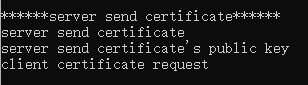 ******server send certificate******
server send certificate
server send certificate's public key
client certificate request